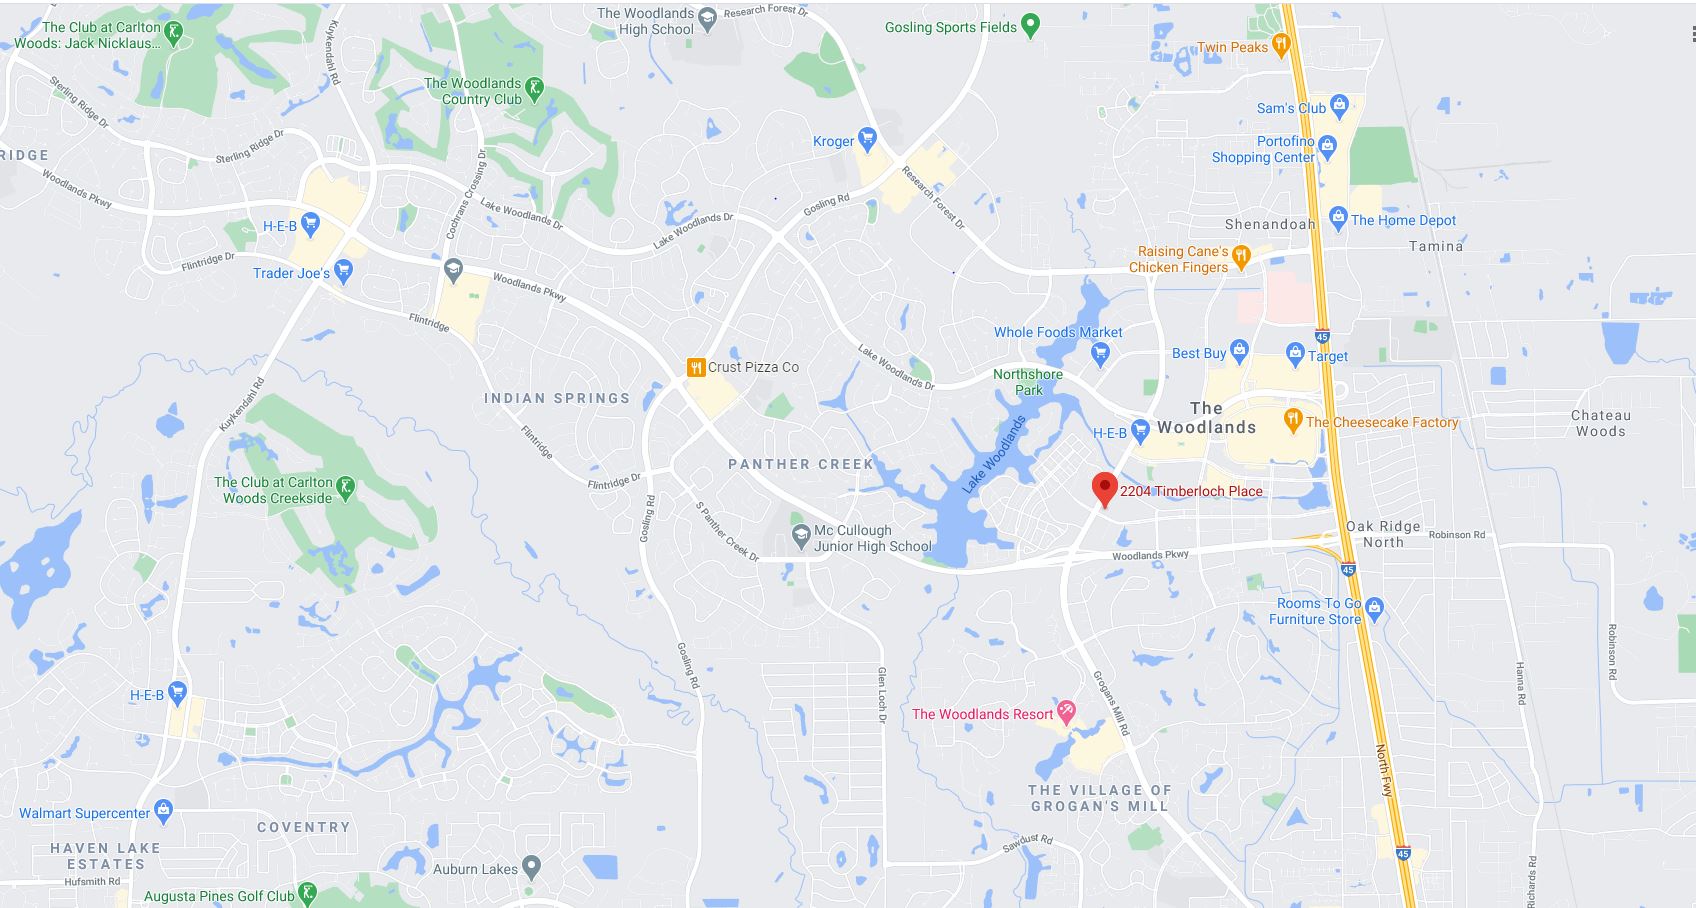 The Club at Carlton
Woods: Jack Nicklaus...
Kuykendahl Rd
The Woodlands
High School
Research Forest Dr
Gosling Sports Fields
Twin Peaks
Sterling Ridge Dr
The Woodlands
Country Club
Sam's Club
Kroger
Portofino
Shopping Center
RIDGE
Sterling Ridge Dr
Woodlands Pkwy
Cochrans Crossing Dr
Lake Woodlands Dr
Lake Woodlands Dr
Gosling Rd
Research Forest Dr
Shenandoah
The Home Depot
Tamina
H-E-B
Flintridge Dr
Trader Joe's
Woodlands Pkwy
Raising Cane's
Chicken Fingers
Flintridge
Whole Foods Market
45
Best Buy
Target
Lake Woodlands Dr
Crust Pizza Co
Northshore
Park
INDIAN SPRINGS
Kuykendahl Rd
The
Woodlands
The Cheesecake Factory
Chateau
Woods
H-E-B
Flintridge
PANTHER CREEK
Lake Woodlands
Flintridge Dr
The Club at Carlton
Woods Creekside
2204 Timberloch Place
Gosling Rd
S Panther Creek Dr
Mc Cullough
Junior High School
Oak Ridge
North
Robinson Rd
Woodlands Pkwy
45
Rooms To Go
Furniture Store
Robinson Rd
Gosling Rd
Glen Loch Dr
Grogans Mill Rd
Hanna Rd
H-E-B
The Woodlands Resort
North Fwy
THE VILLAGE OF
GROGAN'S MILL
Walmart Supercenter
COVENTRY
HAVEN LAKE
ESTATES
Sawdust Rd
45
Hufsmith Rd
Auburn Lakes
Augusta Pines Golf Club
Richards Rd